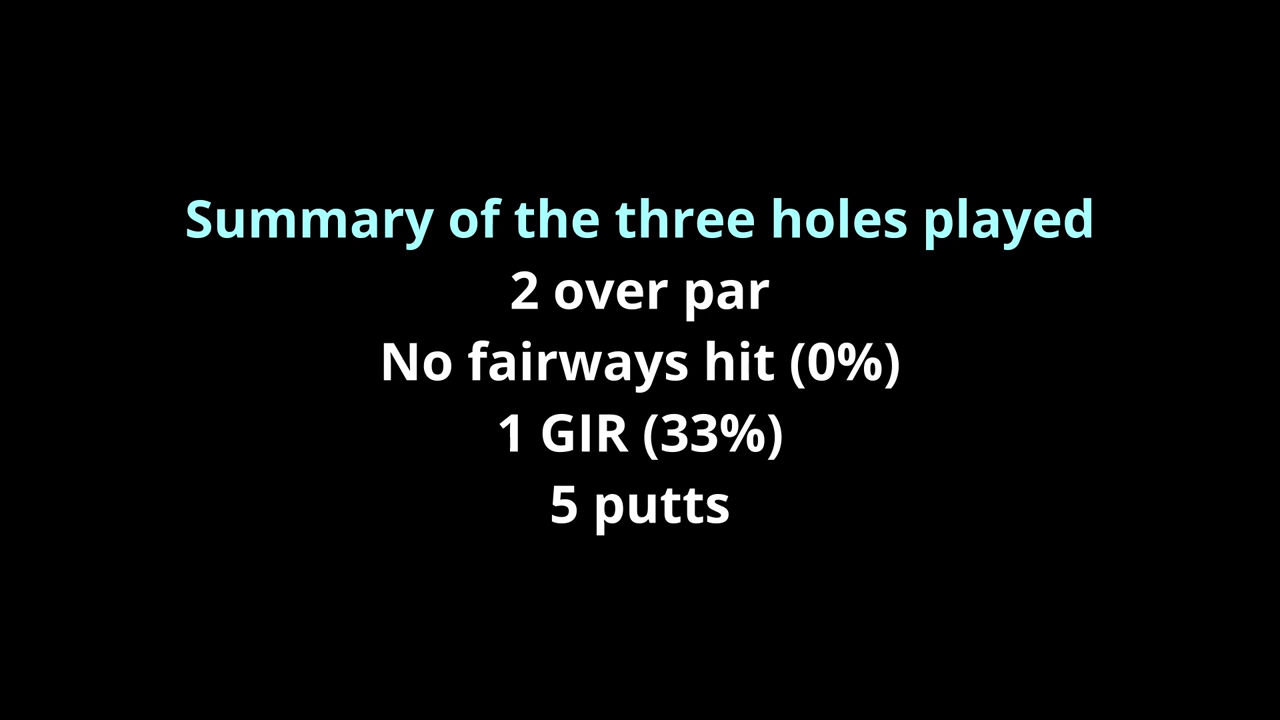 Summary of the three holes played
2 over par
No fairways hit (0%)
1 GIR (33%)
5 putts